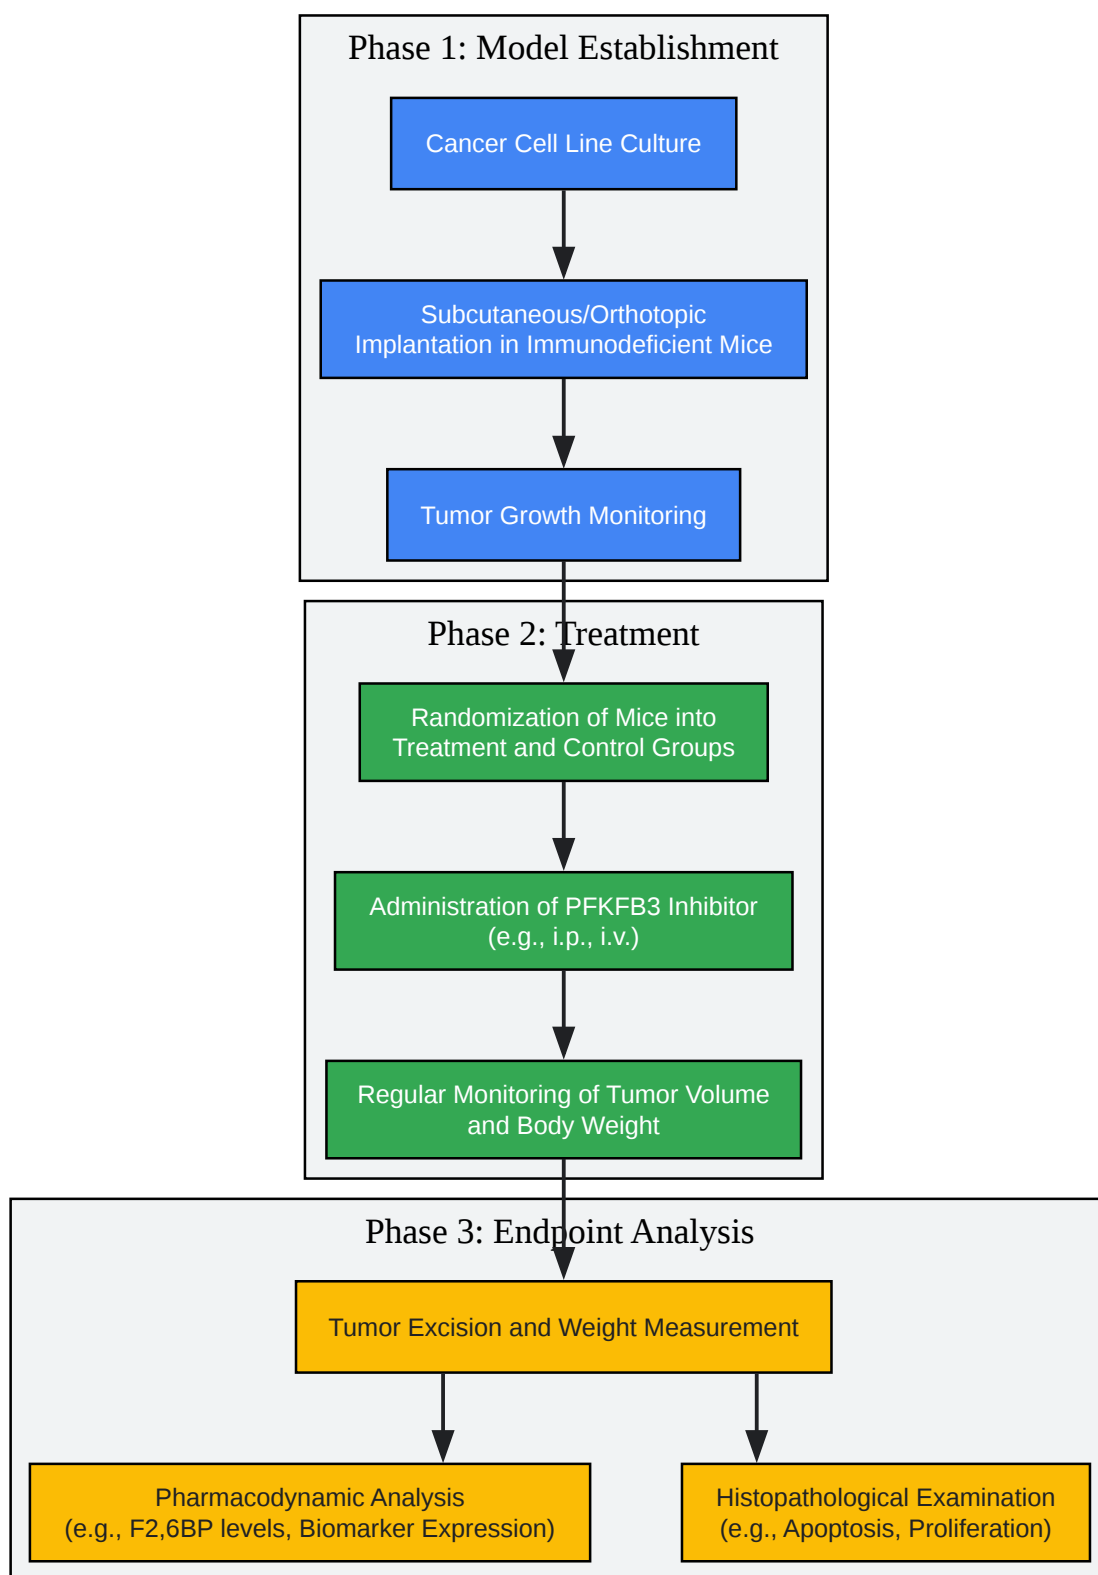 Phase 1: Model Establishment
Cancer Cell Line Culture
Subcutaneous/Orthotopic
Implantation in Immunodeficient Mice
Tumor Growth Monitoring
Phase 2: Treatment
Randomization of Mice into
Treatment and Control Groups
Administration of PFKFB3 Inhibitor
(e.g., i.p., i.v.)
Regular Monitoring of Tumor Volume
and Body Weight
Phase 3: Endpoint Analysis
Tumor Excision and Weight Measurement
Pharmacodynamic Analysis
(e.g., F2,6BP levels, Biomarker Expression)
Histopathological Examination
(e.g., Apoptosis, Proliferation)